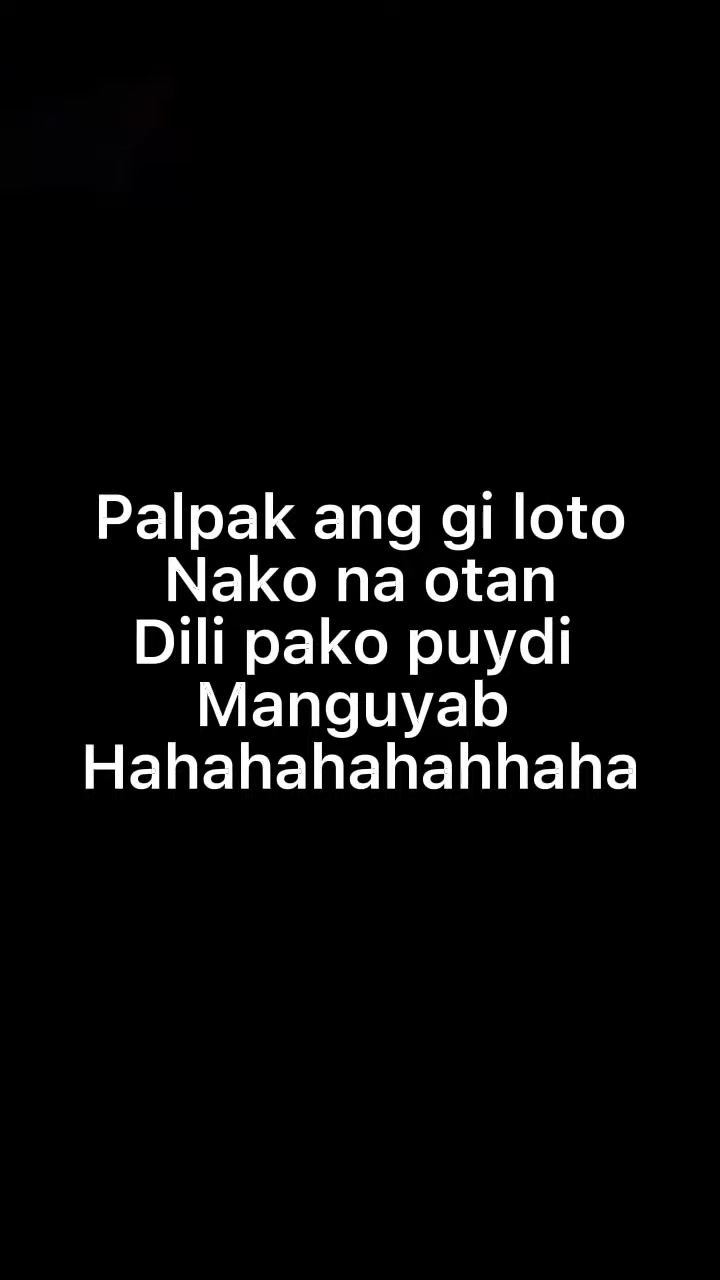 Palpak ang gi loto
Nako na otan
Dili pako puydi
Manguyab
Hahahahahahhaha